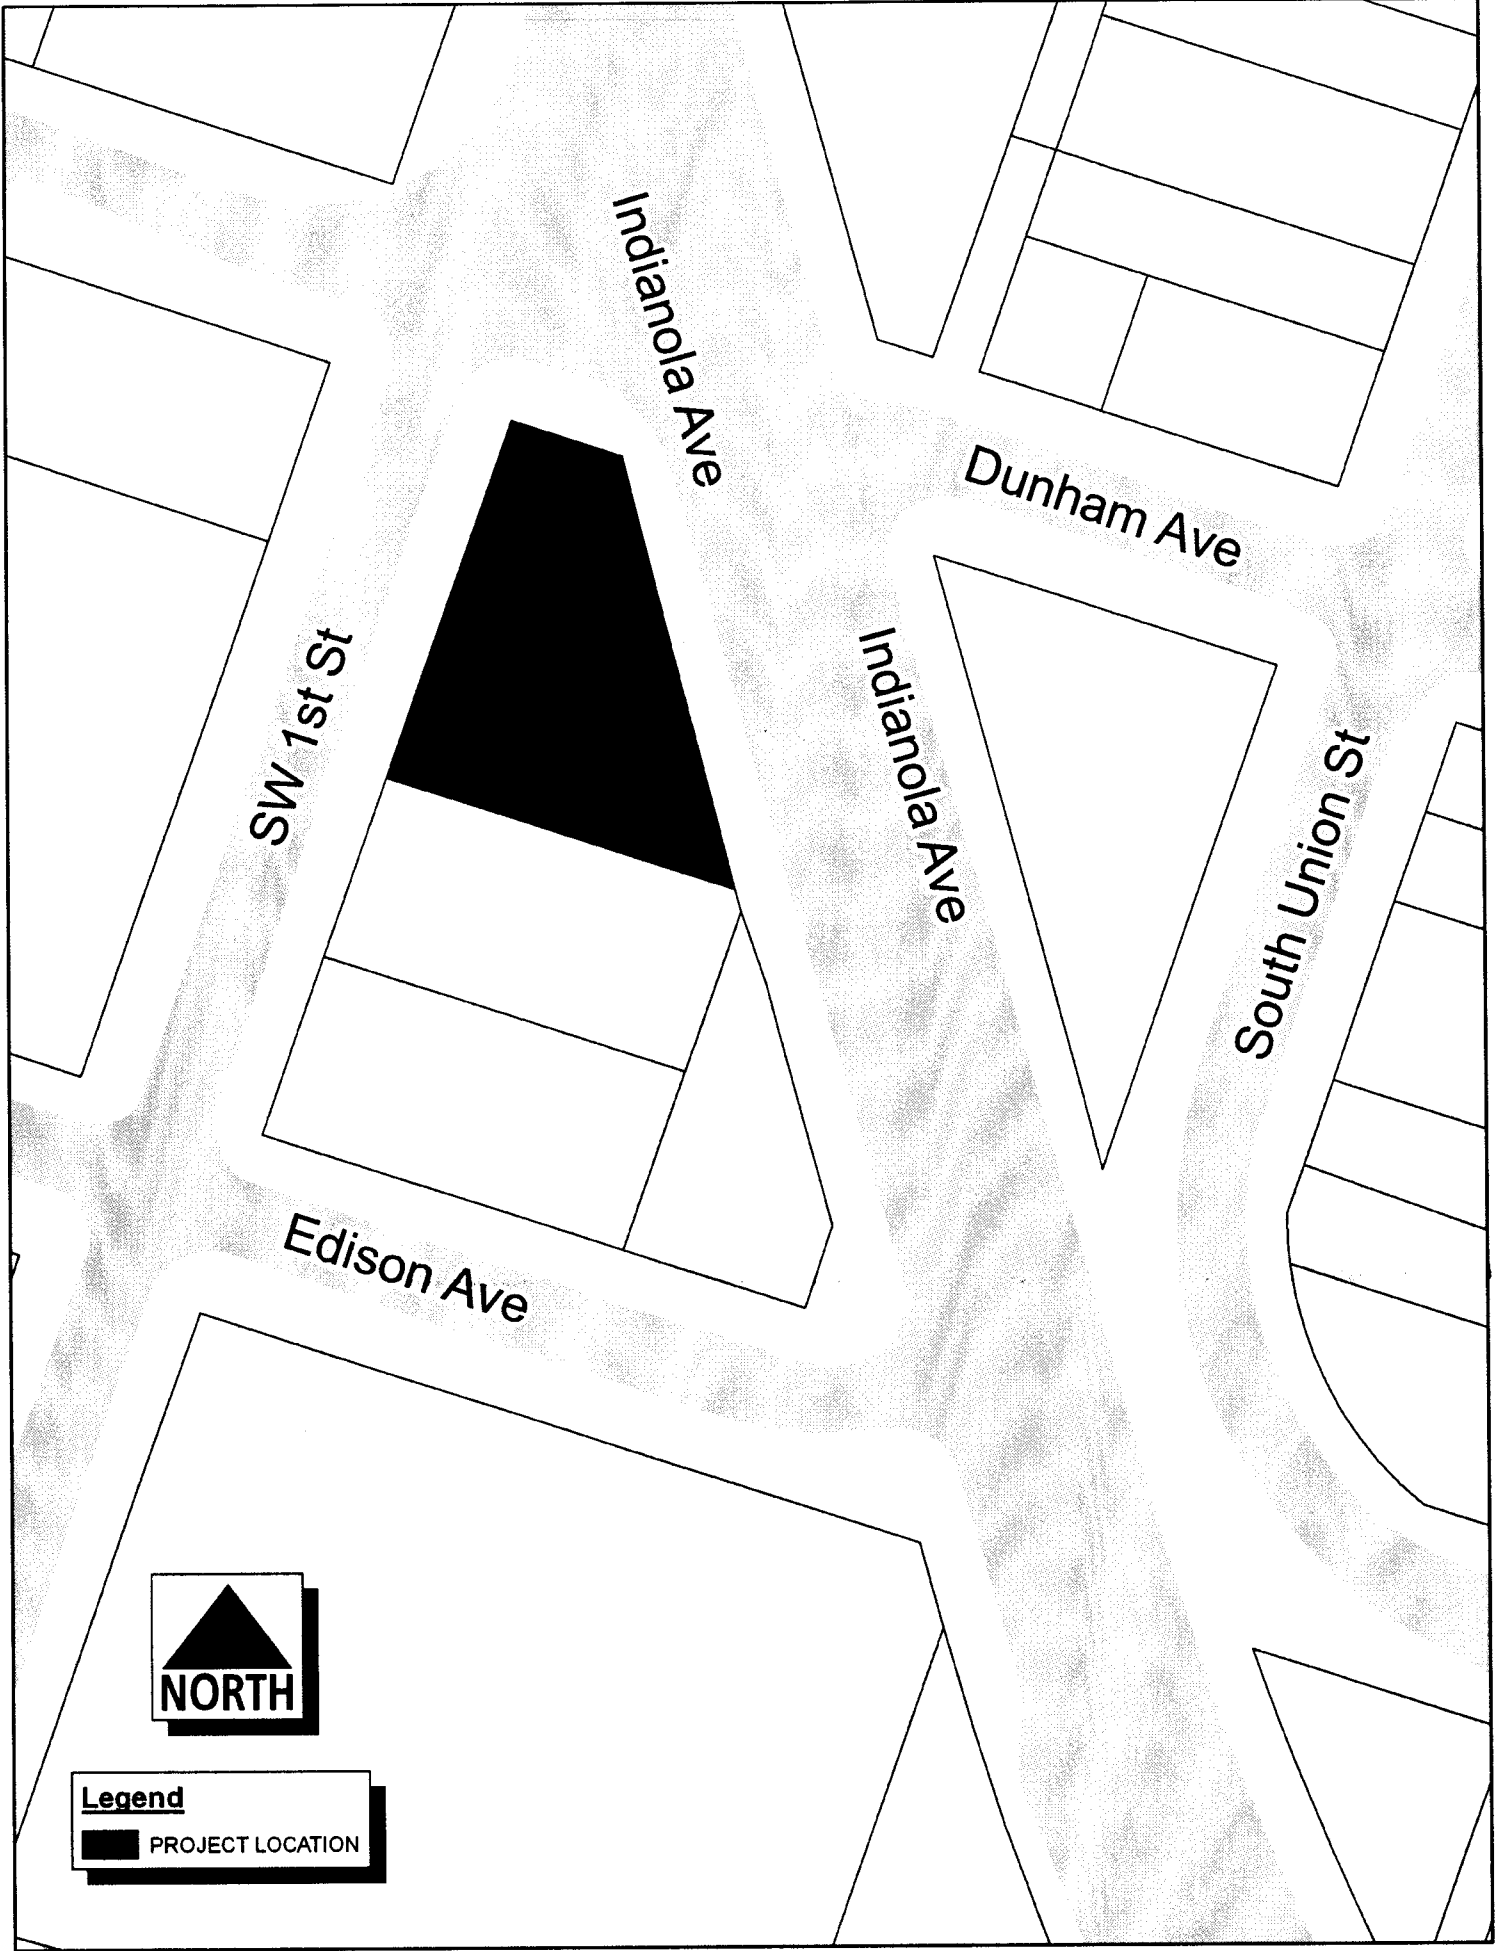 Indianola Ave
Dunham Ave
SW 1st St
Indianola Ave
South Union St
Edison Ave
NORTH
Legend
PROJECT LOCATION